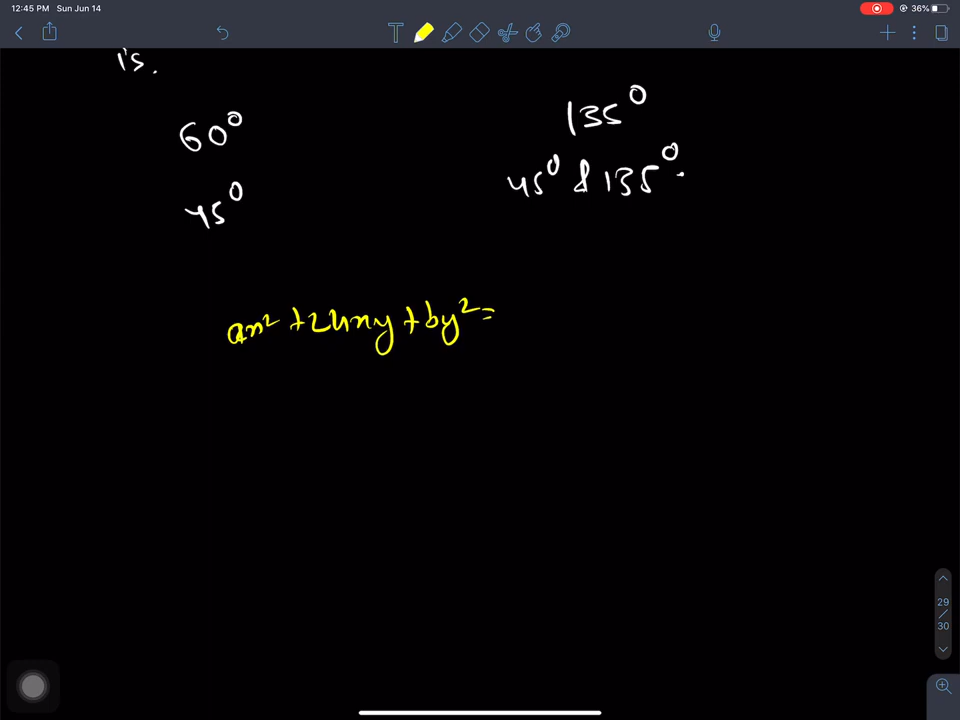 12:45 PM Sun Jun 14
36%
T
is.
60° 135°
45° 45° & 135°.
ax² + 2hxy + by² =
29
/
30